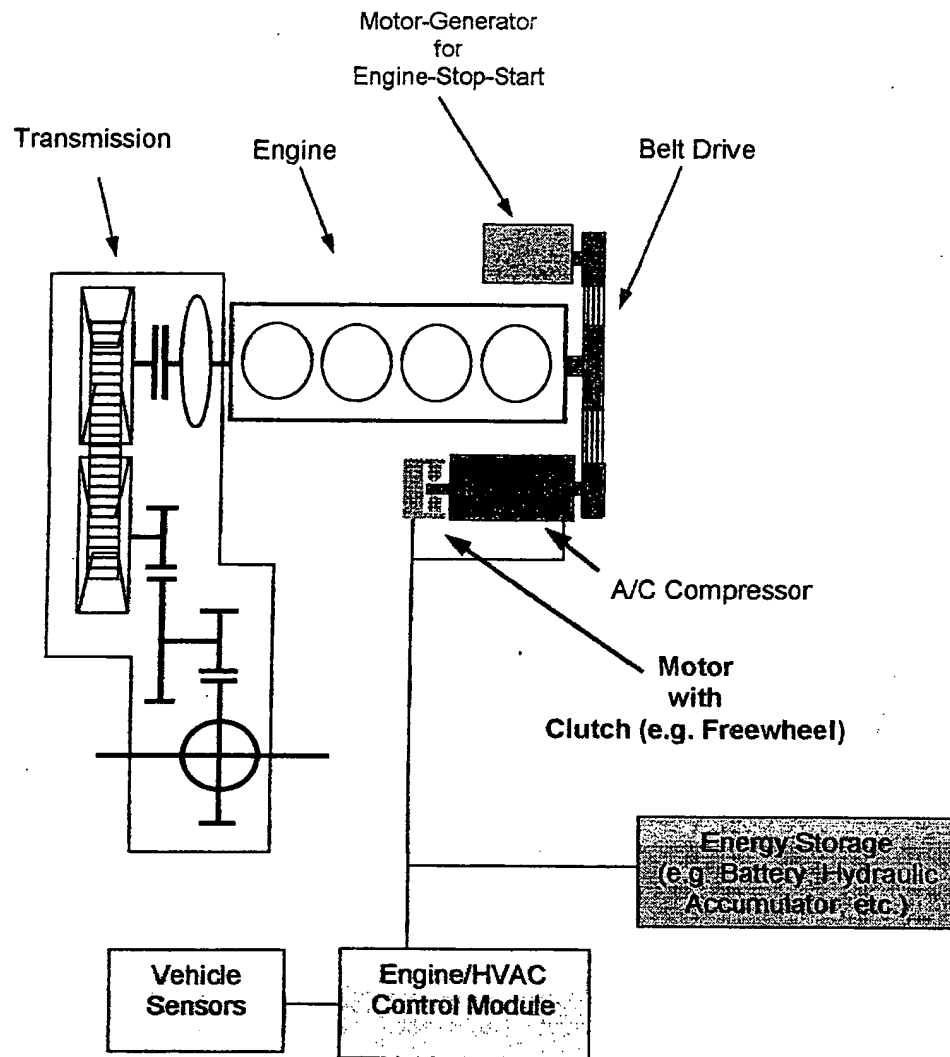 Motor-Generator
for
Engine-Stop-Start
Transmission
Engine
Belt Drive
A/C Compressor
Motor
with
Clutch (e.g. Freewheel)
Energy Storage
(e.g. Battery, Hydraulic
Accumulator, etc.)
Vehicle
Sensors
Engine/HVAC
Control Module